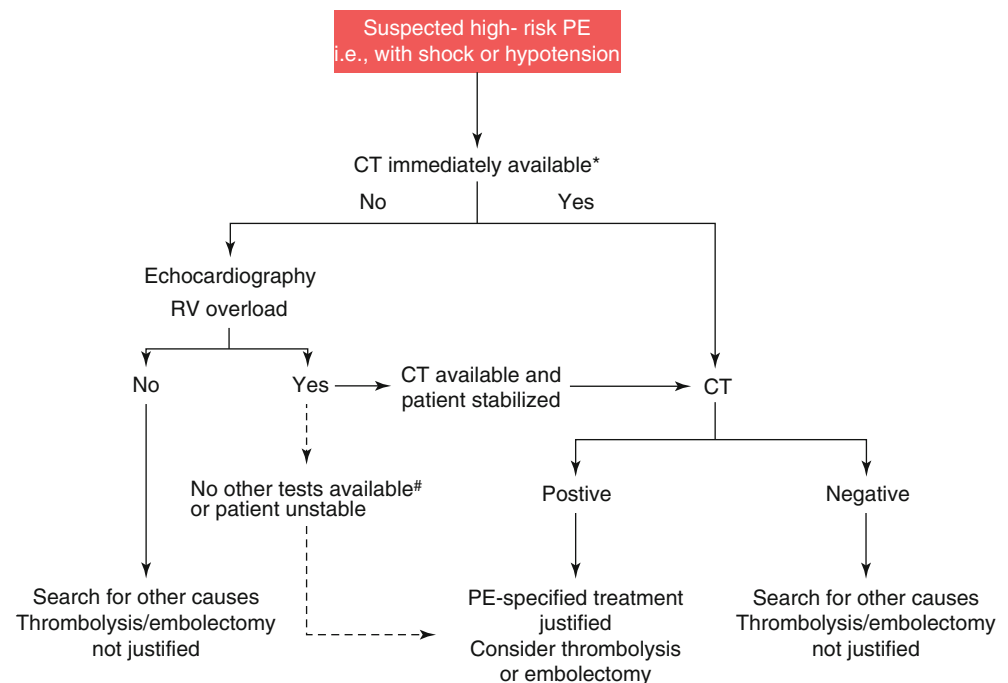 Suspected high- risk PE
i.e., with shock or hypotension
CT immediately available*
No
Yes
Echocardiography
RV overload
No
Yes
CT available and
patient stabilized
CT
No other tests available#
or patient unstable
Postive
Negative
Search for other causes
Thrombolysis/embolectomy
not justified
PE-specified treatment
justified
Consider thrombolysis
or embolectomy
Search for other causes
Thrombolysis/embolectomy
not justified